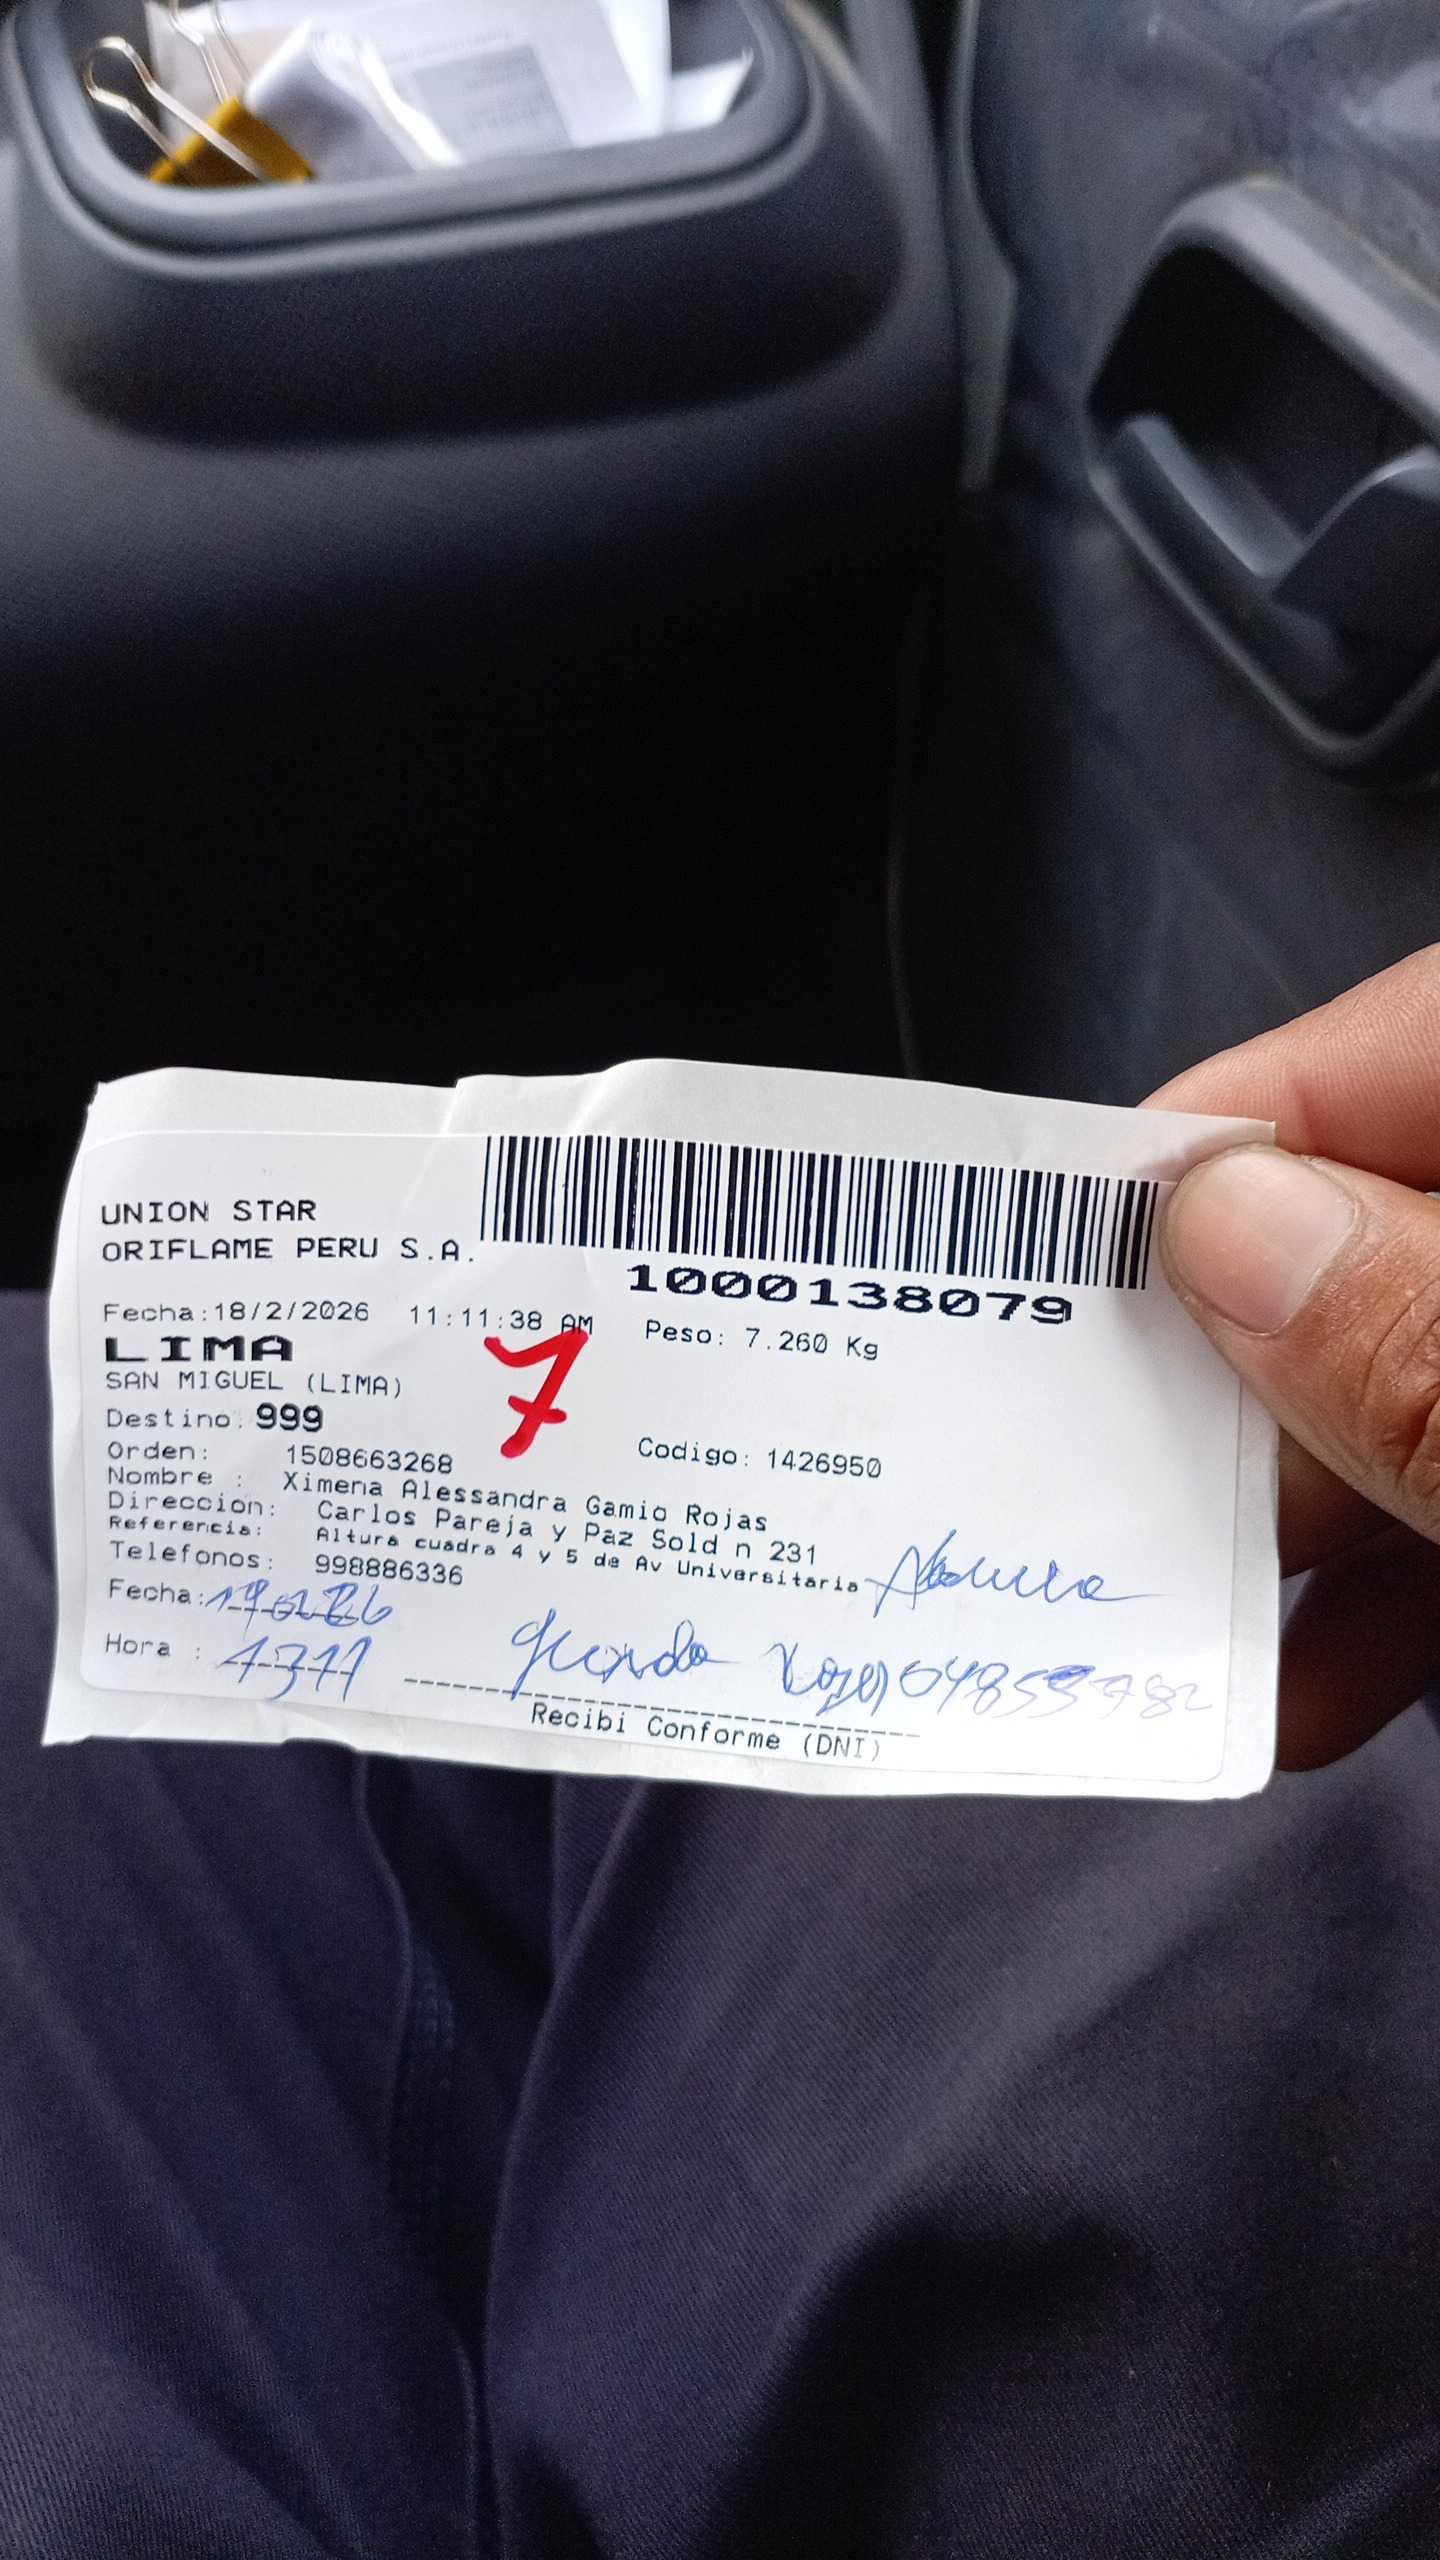 UNION STAR
ORIFLAME PERU S.A.
1000138079
Fecha:18/2/2026 11:11:38 AM Peso: 7.260 Kg
LIMA
7
SAN MIGUEL (LIMA)
Destino: 999
Orden: 1508663268 Codigo: 1426950
Nombre : Ximena Alessandra Gamio Rojas
Direccion: Carlos Pareja y Paz Sold n 231
Referencia: Altura cuadra 4 y 5 de Av Universitaria
Telefonos: 998886336
Fecha:
Hora : 1311
Recibi Conforme (DNI)